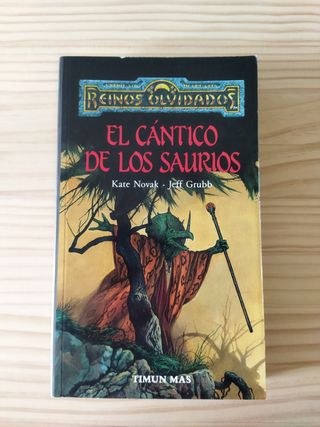 REINOS OLVIDADOS
EL CÁNTICO
DE LOS SAURIOS
Kate Novak - Jeff Grubb
TIMUN MAS